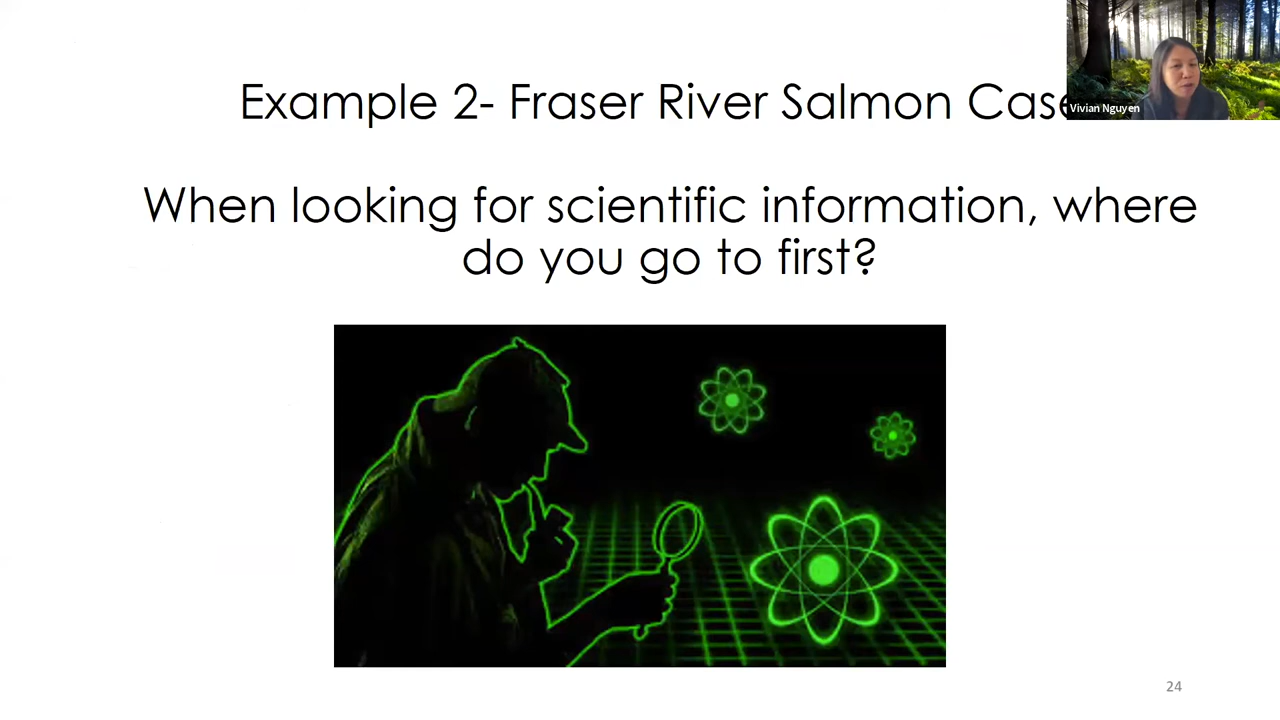 Example 2- Fraser River Salmon Case
Vivian Nguyen
When looking for scientific information, where
do you go to first?
24